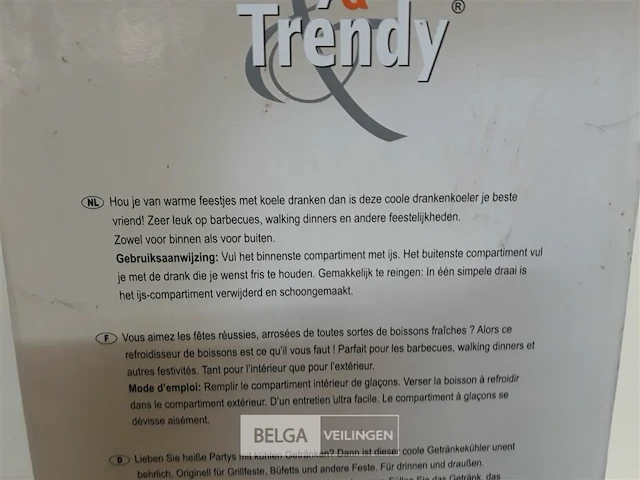 &
Trendy®
NL Hou je van warme feestjes met koele dranken dan is deze coole drankenkoeler je beste
vriend! Zeer leuk op barbecues, walking dinners en andere feestelijkheden.
Zowel voor binnen als voor buiten.
Gebruiksaanwijzing: Vul het binnenste compartiment met ijs. Het buitenste compartiment vul
je met de drank die je wenst fris te houden. Gemakkelijk te reingen: In één simpele draai is
het ijs-compartiment verwijderd en schoongemaakt.
F Vous aimez les fêtes réussies, arrosées de toutes sortes de boissons fraîches ? Alors ce
refroidisseur de boissons est ce qu'il vous faut ! Parfait pour les barbecues, walking dinners et
autres festivités. Tant pour l'intérieur que pour l'extérieur.
Mode d'emploi: Remplir le compartiment intérieur de glaçons. Verser la boisson à refroidir
dans le compartiment extérieur. D'un entretien ultra facile. Le compartiment à glaçons se
dévisse aisément.
BELGA VEILINGEN
D Lieben Sie heiße Partys mit kühlen Getränken? Dann ist dieser coole Getränkekühler unent
behrlich. Originell für Grillfeste, Büfetts und andere Feste. Für drinnen und draußen.
Füllen Sie das Getränk, das